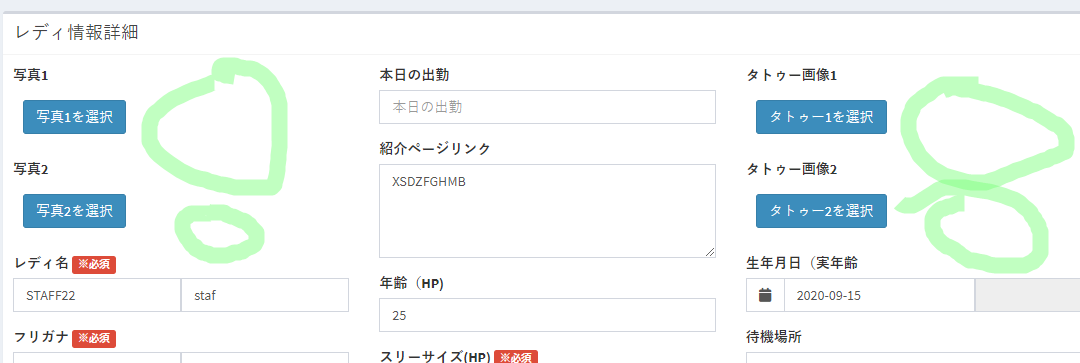 レディ情報詳細
写真1
写真1を選択
写真2
写真2を選択
レディ名 ※必須
STAFF22 staf
フリガナ ※必須
本日の出勤
本日の出勤
紹介ページリンク
XSDZFGHMB
年齢（HP)
25
スリーサイズ(HP) ※必須
タトゥー画像1
タトゥー1を選択
タトゥー画像2
タトゥー2を選択
生年月日（実年齢
2020-09-15
待機場所